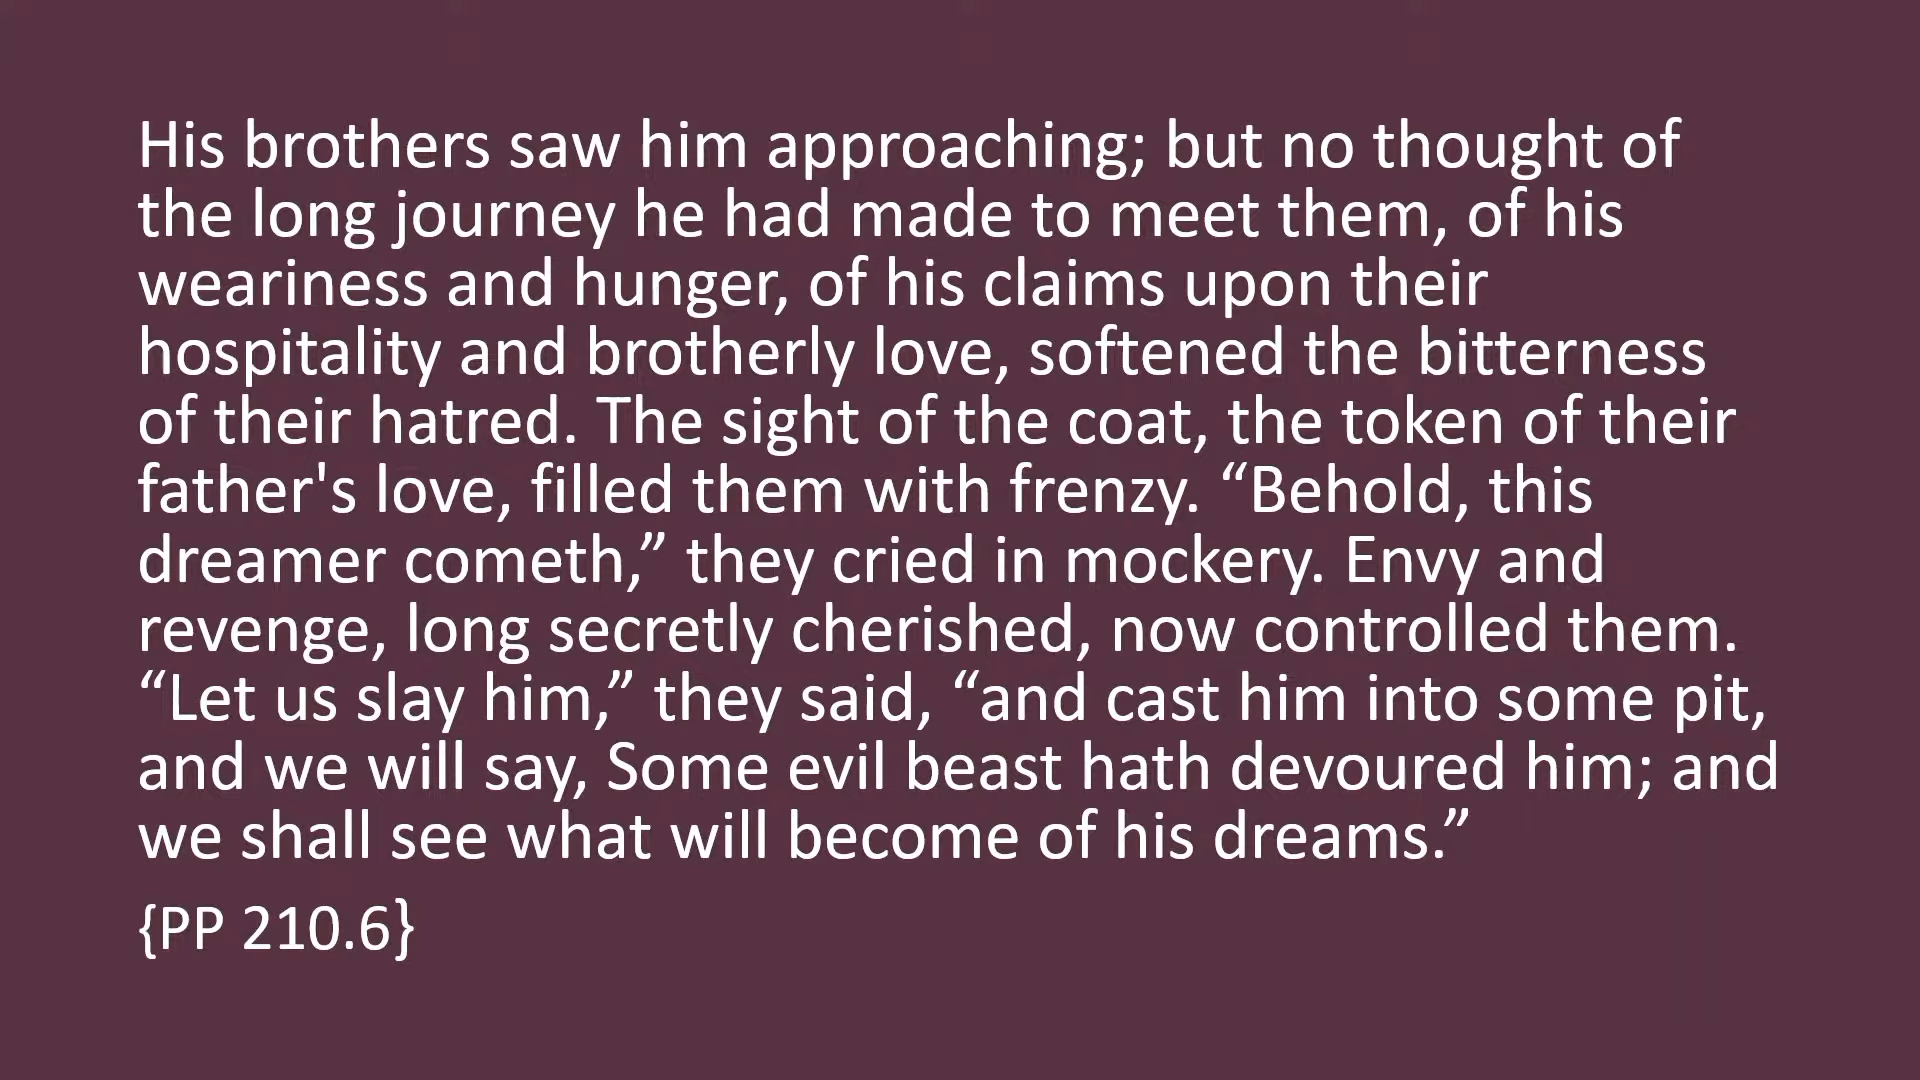 His brothers saw him approaching; but no thought of
the long journey he had made to meet them, of his
weariness and hunger, of his claims upon their
hospitality and brotherly love, softened the bitterness
of their hatred. The sight of the coat, the token of their
father's love, filled them with frenzy. “Behold, this
dreamer cometh,” they cried in mockery. Envy and
revenge, long secretly cherished, now controlled them.
“Let us slay him,” they said, “and cast him into some pit,
and we will say, Some evil beast hath devoured him; and
we shall see what will become of his dreams.”
{PP 210.6}